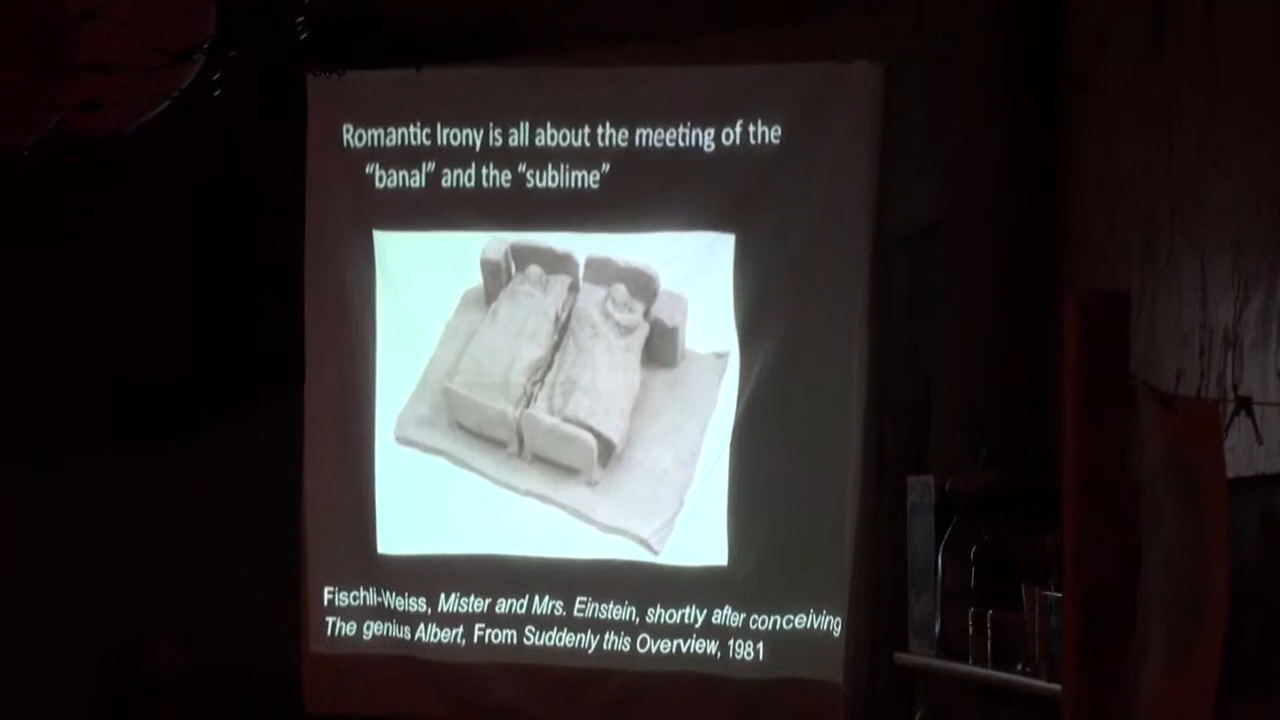 Romantic Irony is all about the meeting of the
“banal” and the “sublime”
Fischli-Weiss, Mister and Mrs. Einstein, shortly after conceiving
The genius Albert, From Suddenly this Overview, 1981